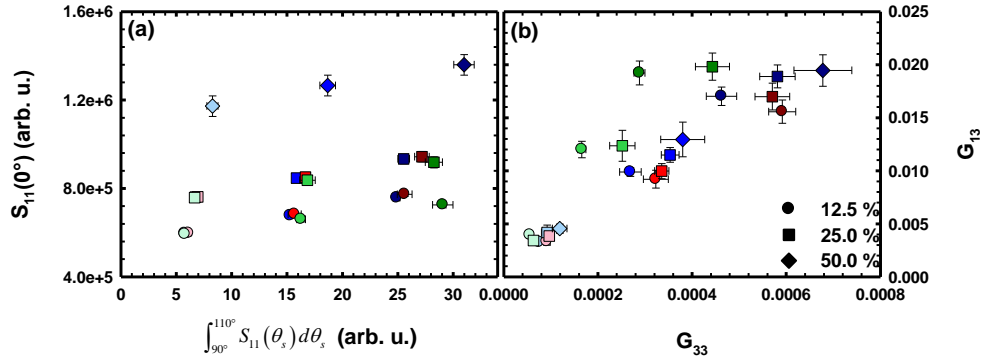 (a)
S₁₁(0°) (arb. u.)
1.6e+6
1.2e+6
8.0e+5
4.0e+5
0 5 10 15 20 25 30
∫₉₀°¹¹⁰° S₁₁(θₛ)dθₛ (arb. u.)
(b)
G₁₃
0.025
0.020
0.015
0.010
0.005
0.000
12.5 %
25.0 %
50.0 %
0.0000 0.0002 0.0004 0.0006 0.0008
G₃₃